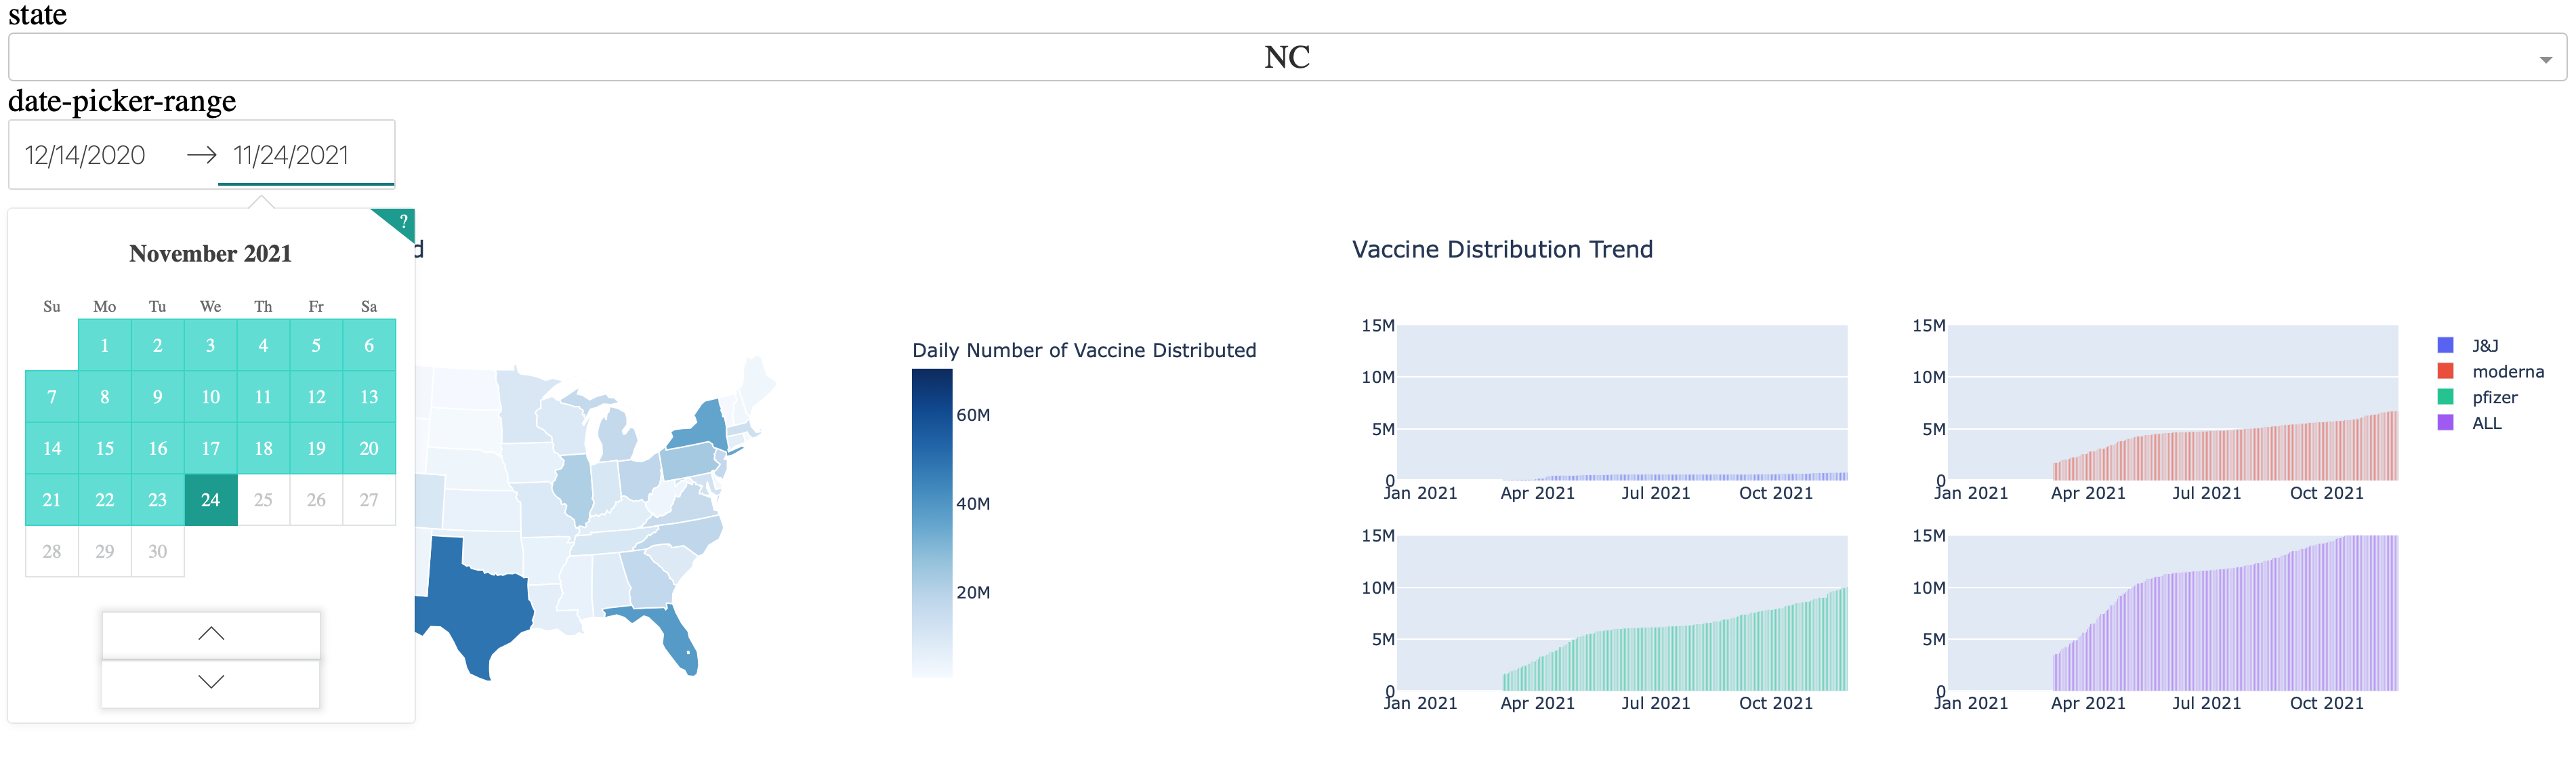 state
NC
date-picker-range
12/14/2020 → 11/24/2021
?
November 2021
Su Mo Tu We Th Fr Sa
1 2 3 4 5 6
7 8 9 10 11 12 13
14 15 16 17 18 19 20
21 22 23 24 25 26 27
28 29 30
d
Daily Number of Vaccine Distributed
60M
40M
20M
Vaccine Distribution Trend
15M
10M
5M
0
Jan 2021 Apr 2021 Jul 2021 Oct 2021
15M
10M
5M
0
Jan 2021 Apr 2021 Jul 2021 Oct 2021
J&J
moderna
pfizer
ALL
15M
10M
5M
0
Jan 2021 Apr 2021 Jul 2021 Oct 2021
15M
10M
5M
0
Jan 2021 Apr 2021 Jul 2021 Oct 2021